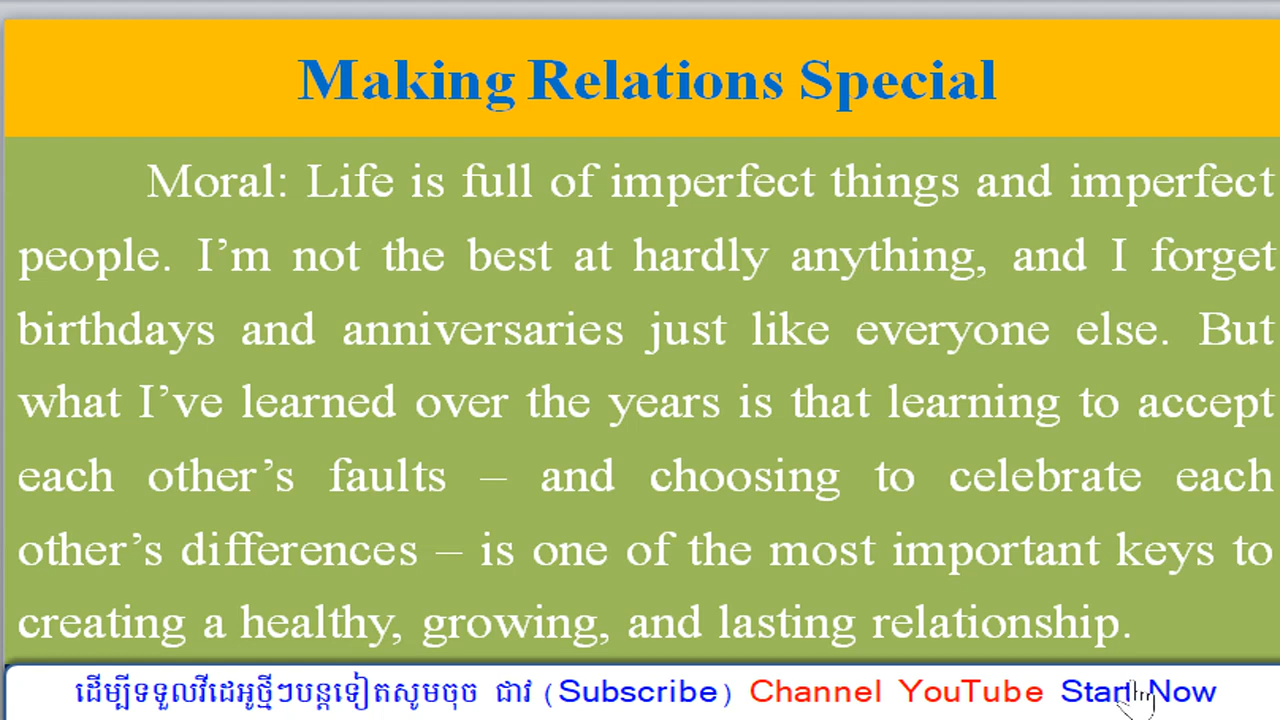 Making Relations Special
Moral: Life is full of imperfect things and imperfect
people. I’m not the best at hardly anything, and I forget
birthdays and anniversaries just like everyone else. But
what I’ve learned over the years is that learning to accept
each other’s faults – and choosing to celebrate each
other’s differences – is one of the most important keys to
creating a healthy, growing, and lasting relationship.
ដើម្បីទទួលវីដេអូថ្មីៗបន្តទៀតសូមចុច ជាវ (Subscribe) Channel YouTube Start Now